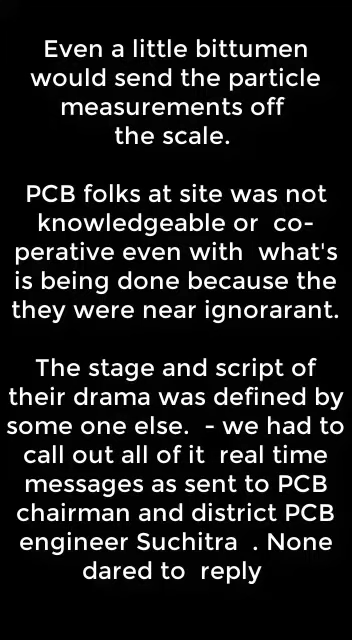 Even a little bittumen
would send the particle
measurements off
the scale.
PCB folks at site was not
knowledgeable or  co-
perative even with  what's
is being done because the
they were near ignorarant.
The stage and script of
their drama was defined by
some one else.  - we had to
call out all of it  real time
messages as sent to PCB
chairman and district PCB
engineer Suchitra  . None
dared to  reply